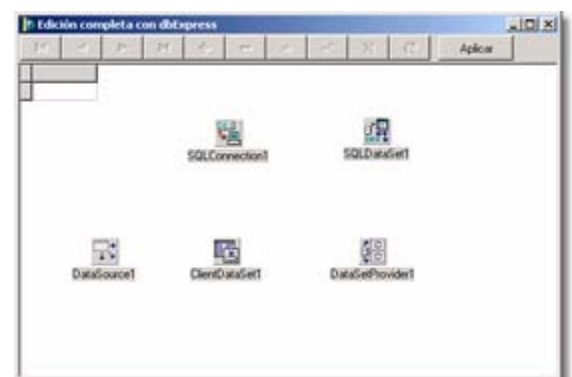 Edición completa con dbExpress
Aplicar
SQLConnection1
SQLDataSet1
DataSource1
ClientDataSet1
DataSetProvider1